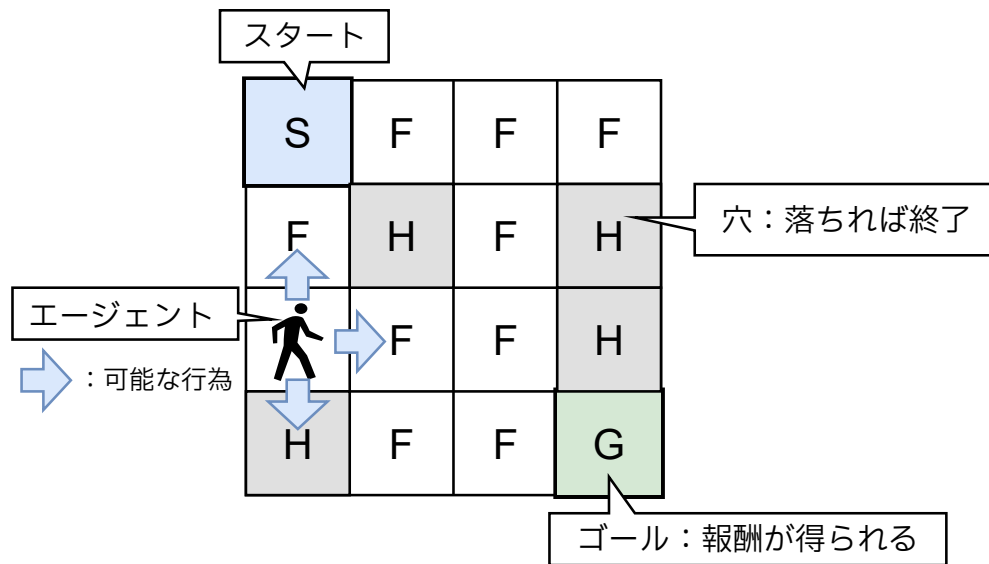 スタート
S F F F
F H F H
穴：落ちれば終了
エージェント
F F H
：可能な行為
H F F G
ゴール：報酬が得られる